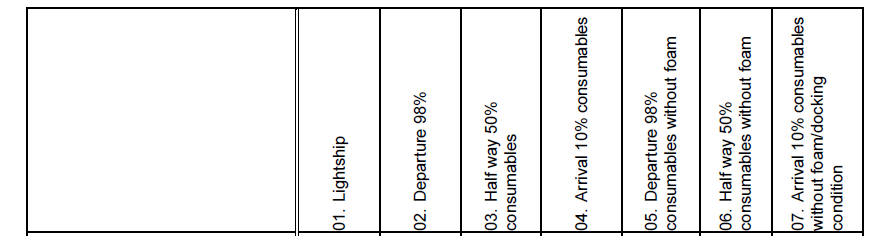 01. Lightship
02. Departure 98%
03. Half way 50%
consumables
04. Arrival 10% consumables
05. Departure 98%
consumables without foam
06. Half way 50%
consumables without foam
07. Arrival 10% consumables
without foam/docking
condition